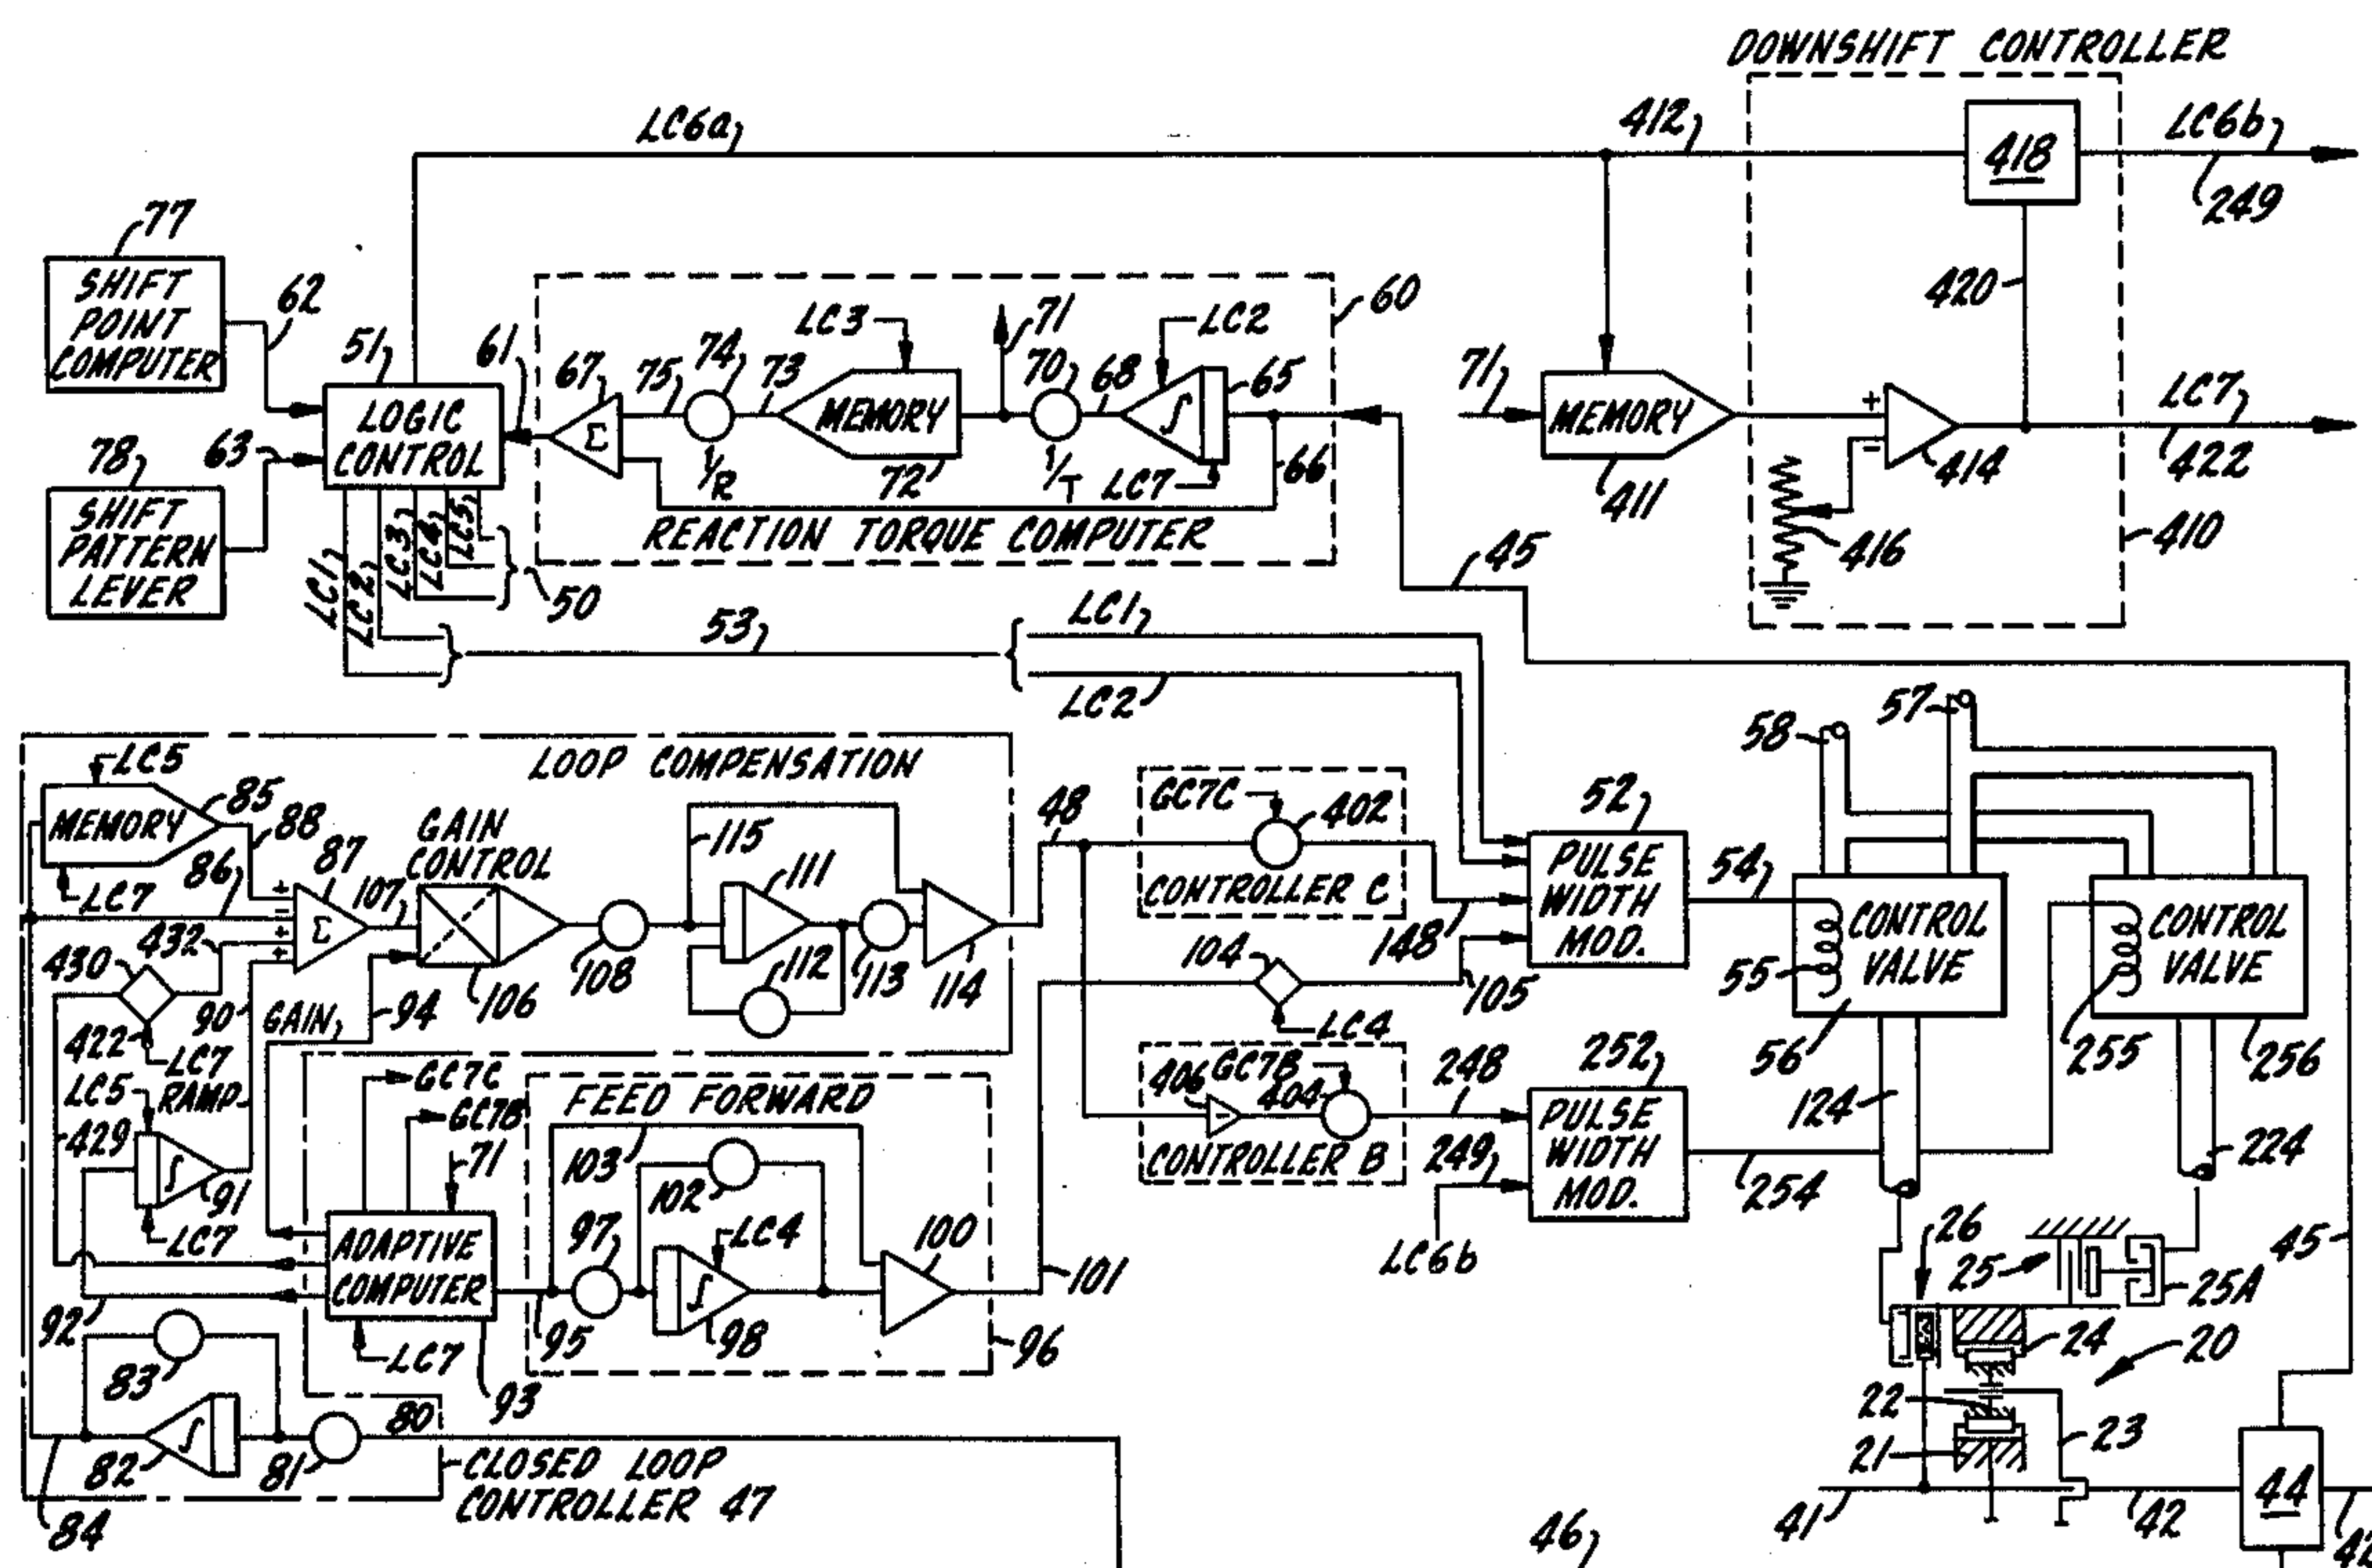 DOWNSHIFT CONTROLLER
LC6a
412
418
LC6b
249
77
SHIFT
POINT
COMPUTER
62
51
61
LOGIC
CONTROL
67
75
74
73
LC3
MEMORY
72
71
70
68
LC2
65
60
1/R
1/T
LC7
66
REACTION TORQUE COMPUTER
71
MEMORY
411
+
-
414
416
420
LC7
422
410
78
63
SHIFT
PATTERN
LEVER
LC1
LC2
LC3
LC4
LC5
50
53
LC1
LC2
45
LOOP COMPENSATION
LC5
MEMORY
85
88
LC7
86
87
+
-
+
+
Σ
107
GAIN
CONTROL
106
108
115
111
112
113
114
48
GC7C
402
CONTROLLER C
148
104
105
LC4
52
PULSE
WIDTH
MOD.
54
58
57
CONTROL
VALVE
55
56
CONTROL
VALVE
255
256
430
432
422
LC7
90
GAIN
94
LC5
RAMP
429
91
LC7
GC7C
GC7B
71
ADAPTIVE
COMPUTER
92
LC7
93
FEED FORWARD
103
102
97
LC4
98
95
100
96
101
406
GC7B
404
CONTROLLER B
248
249
LC6b
252
PULSE
WIDTH
MOD.
254
124
224
26
25
25A
24
20
22
21
23
41
42
44
45
46
83
82
81
80
84
CLOSED LOOP
CONTROLLER 47